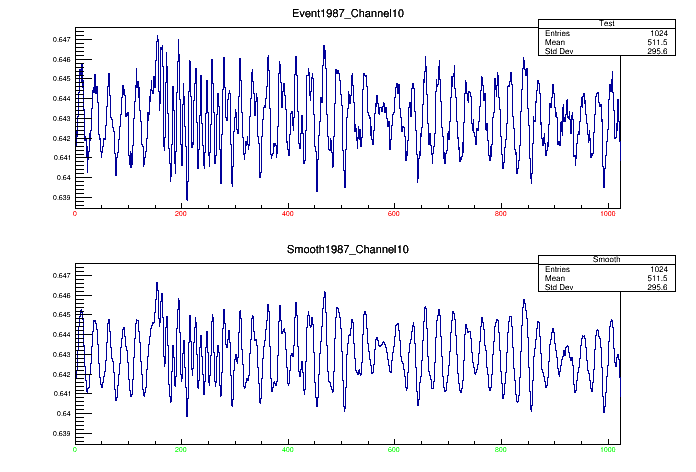 Event1987_Channel10
Test
Entries 1024
Mean 511.5
Std Dev 295.6
0.647
0.646
0.645
0.644
0.643
0.642
0.641
0.64
0.639
0 200 400 600 800 1000
Smooth1987_Channel10
Smooth
Entries 1024
Mean 511.5
Std Dev 295.6
0.647
0.646
0.645
0.644
0.643
0.642
0.641
0.64
0.639
0 200 400 600 800 1000